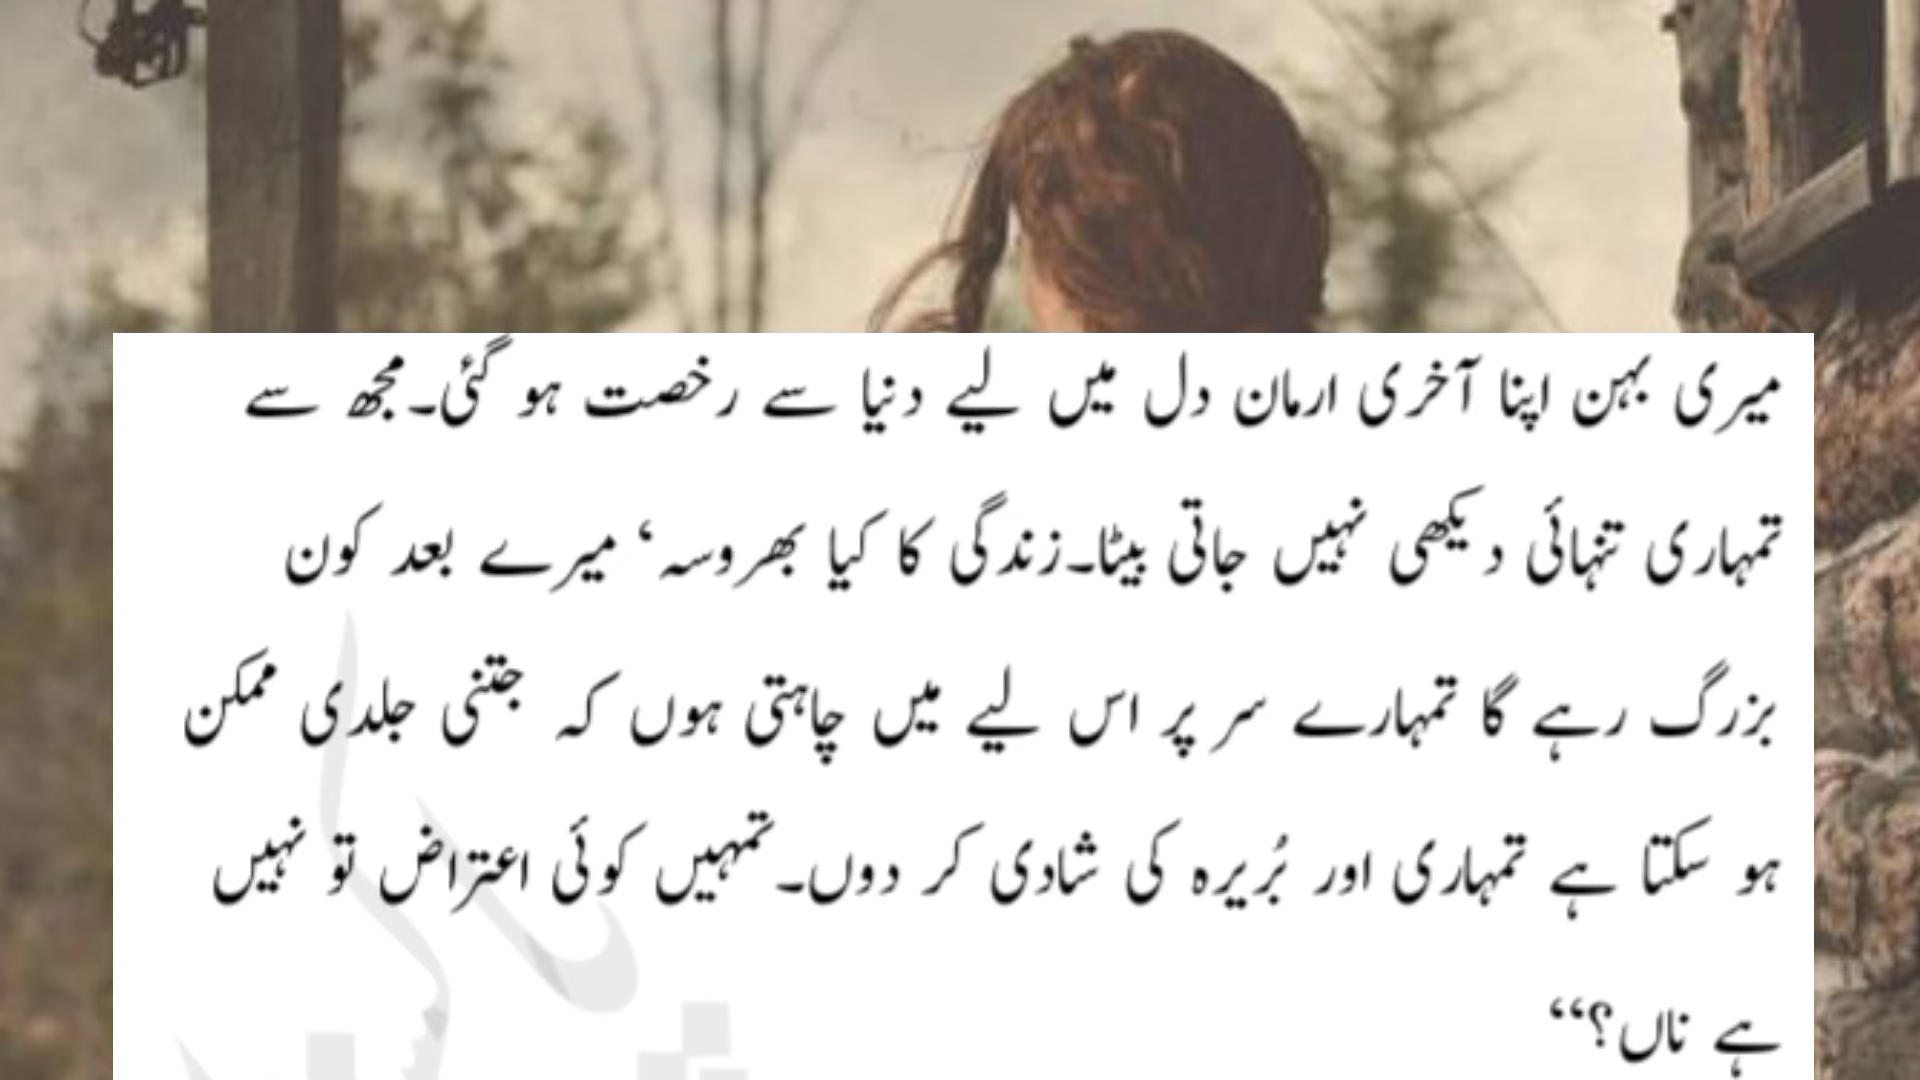 میری بہن اپنا آخری ارمان دل میں لیے دنیا سے رخصت ہو گئی۔ مجھ سے
تمہاری تنہائی دیکھی نہیں جاتی بیٹا۔ زندگی کا کیا بھروسہ‘ میرے بعد کون
بزرگ رہے گا تمہارے سر پر اس لیے میں چاہتی ہوں کہ جتنی جلدی ممکن
ہو سکتا ہے تمہاری اور بُریرہ کی شادی کر دوں۔ تمہیں کوئی اعتراض تو نہیں
ہے ناں؟‘‘